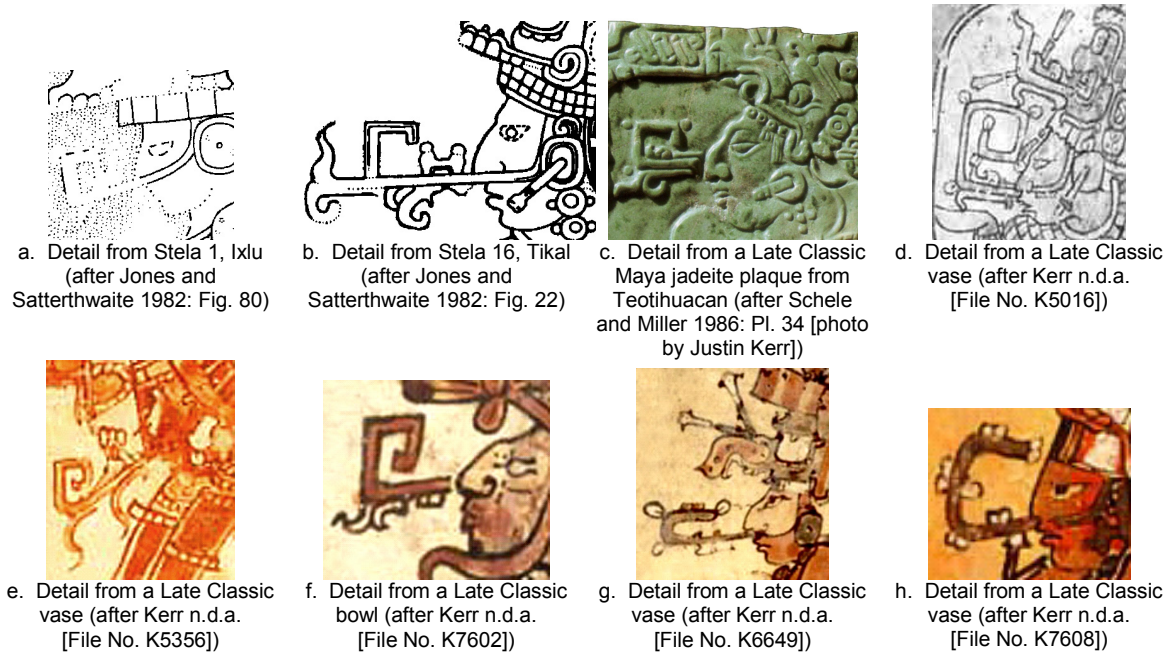 a. Detail from Stela 1, Ixlu
(after Jones and
Satterthwaite 1982: Fig. 80)
b. Detail from Stela 16, Tikal
(after Jones and
Satterthwaite 1982: Fig. 22)
c. Detail from a Late Classic
Maya jadeite plaque from
Teotihuacan (after Schele
and Miller 1986: Pl. 34 [photo
by Justin Kerr])
d. Detail from a Late Classic
vase (after Kerr n.d.a.
[File No. K5016])
e. Detail from a Late Classic
vase (after Kerr n.d.a.
[File No. K5356])
f. Detail from a Late Classic
bowl (after Kerr n.d.a.
[File No. K7602])
g. Detail from a Late Classic
vase (after Kerr n.d.a.
[File No. K6649])
h. Detail from a Late Classic
vase (after Kerr n.d.a.
[File No. K7608])